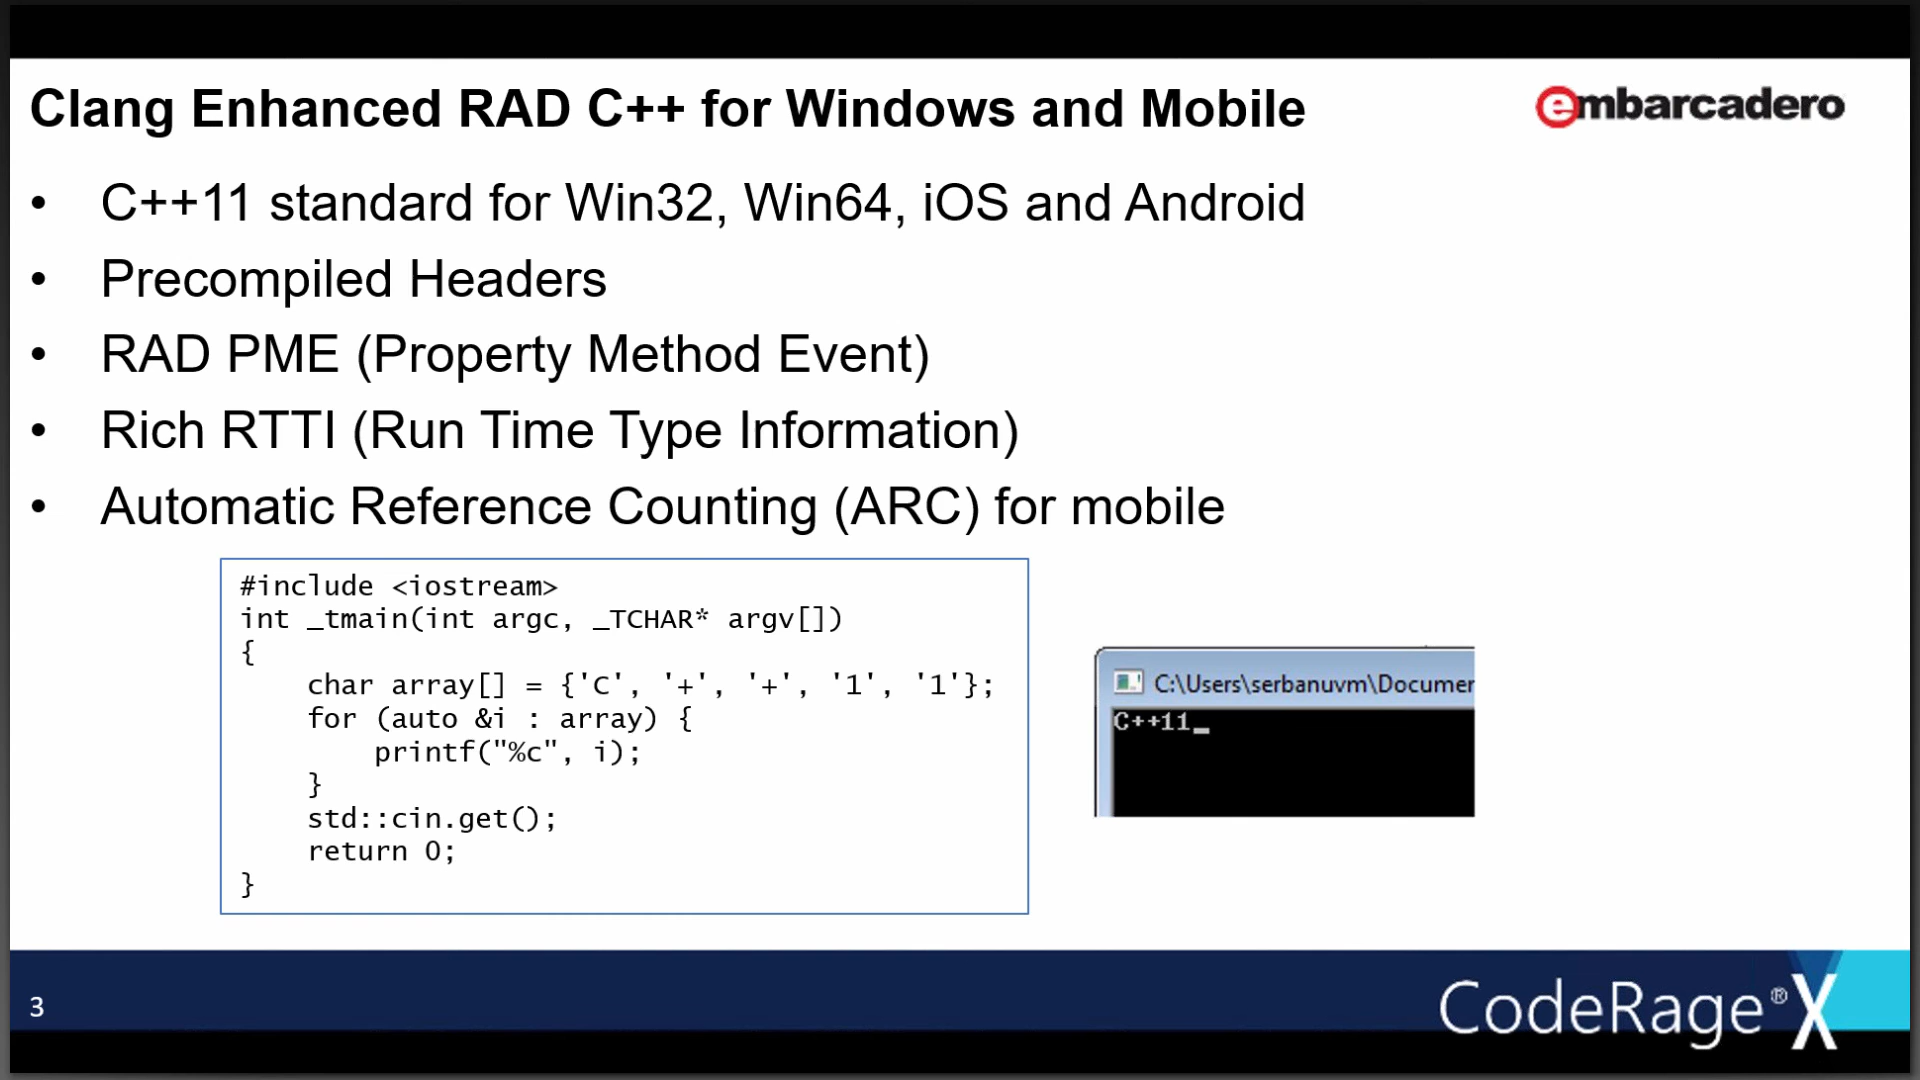 Clang Enhanced RAD C++ for Windows and Mobile
embarcadero
• C++11 standard for Win32, Win64, iOS and Android
• Precompiled Headers
• RAD PME (Property Method Event)
• Rich RTTI (Run Time Type Information)
• Automatic Reference Counting (ARC) for mobile
#include <iostream>
int _tmain(int argc, _TCHAR* argv[])
{
    char array[] = {'C', '+', '+', '1', '1'};
    for (auto &i : array) {
        printf("%c", i);
    }
    std::cin.get();
    return 0;
}
C:\Users\serbanuvm\Documen
C++11_
3
CodeRage® X